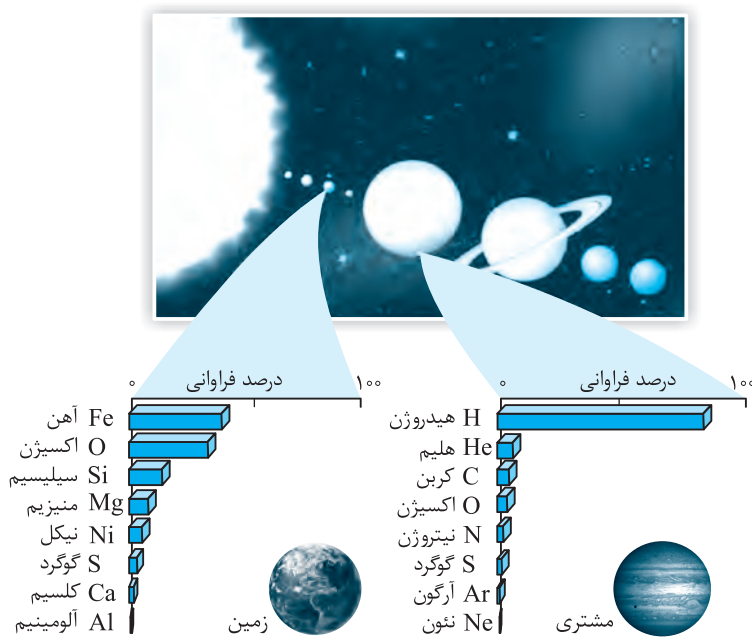 ۰ درصد فراوانی ۱۰۰
آهن Fe
اکسیژن O
سیلیسیم Si
منیزیم Mg
نیکل Ni
گوگرد S
کلسیم Ca
آلومینیم Al
زمین
۰ درصد فراوانی ۱۰۰
هیدروژن H
هلیم He
کربن C
اکسیژن O
نیتروژن N
گوگرد S
آرگون Ar
نئون Ne
مشتری